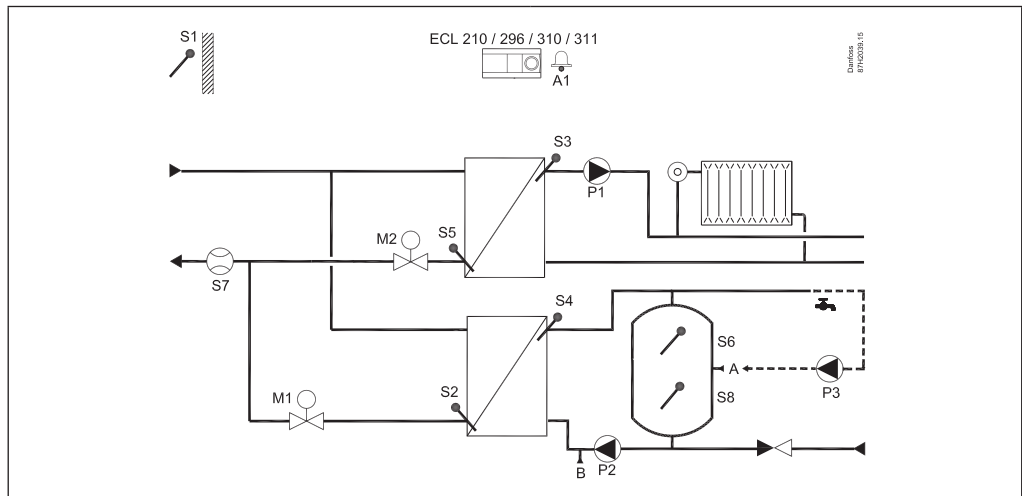 S1
ECL 210 / 296 / 310 / 311
A1
Danfoss
87H2039.15
S3
P1
M2
S5
S7
S4
S6
A
S8
P3
M1
S2
B
P2